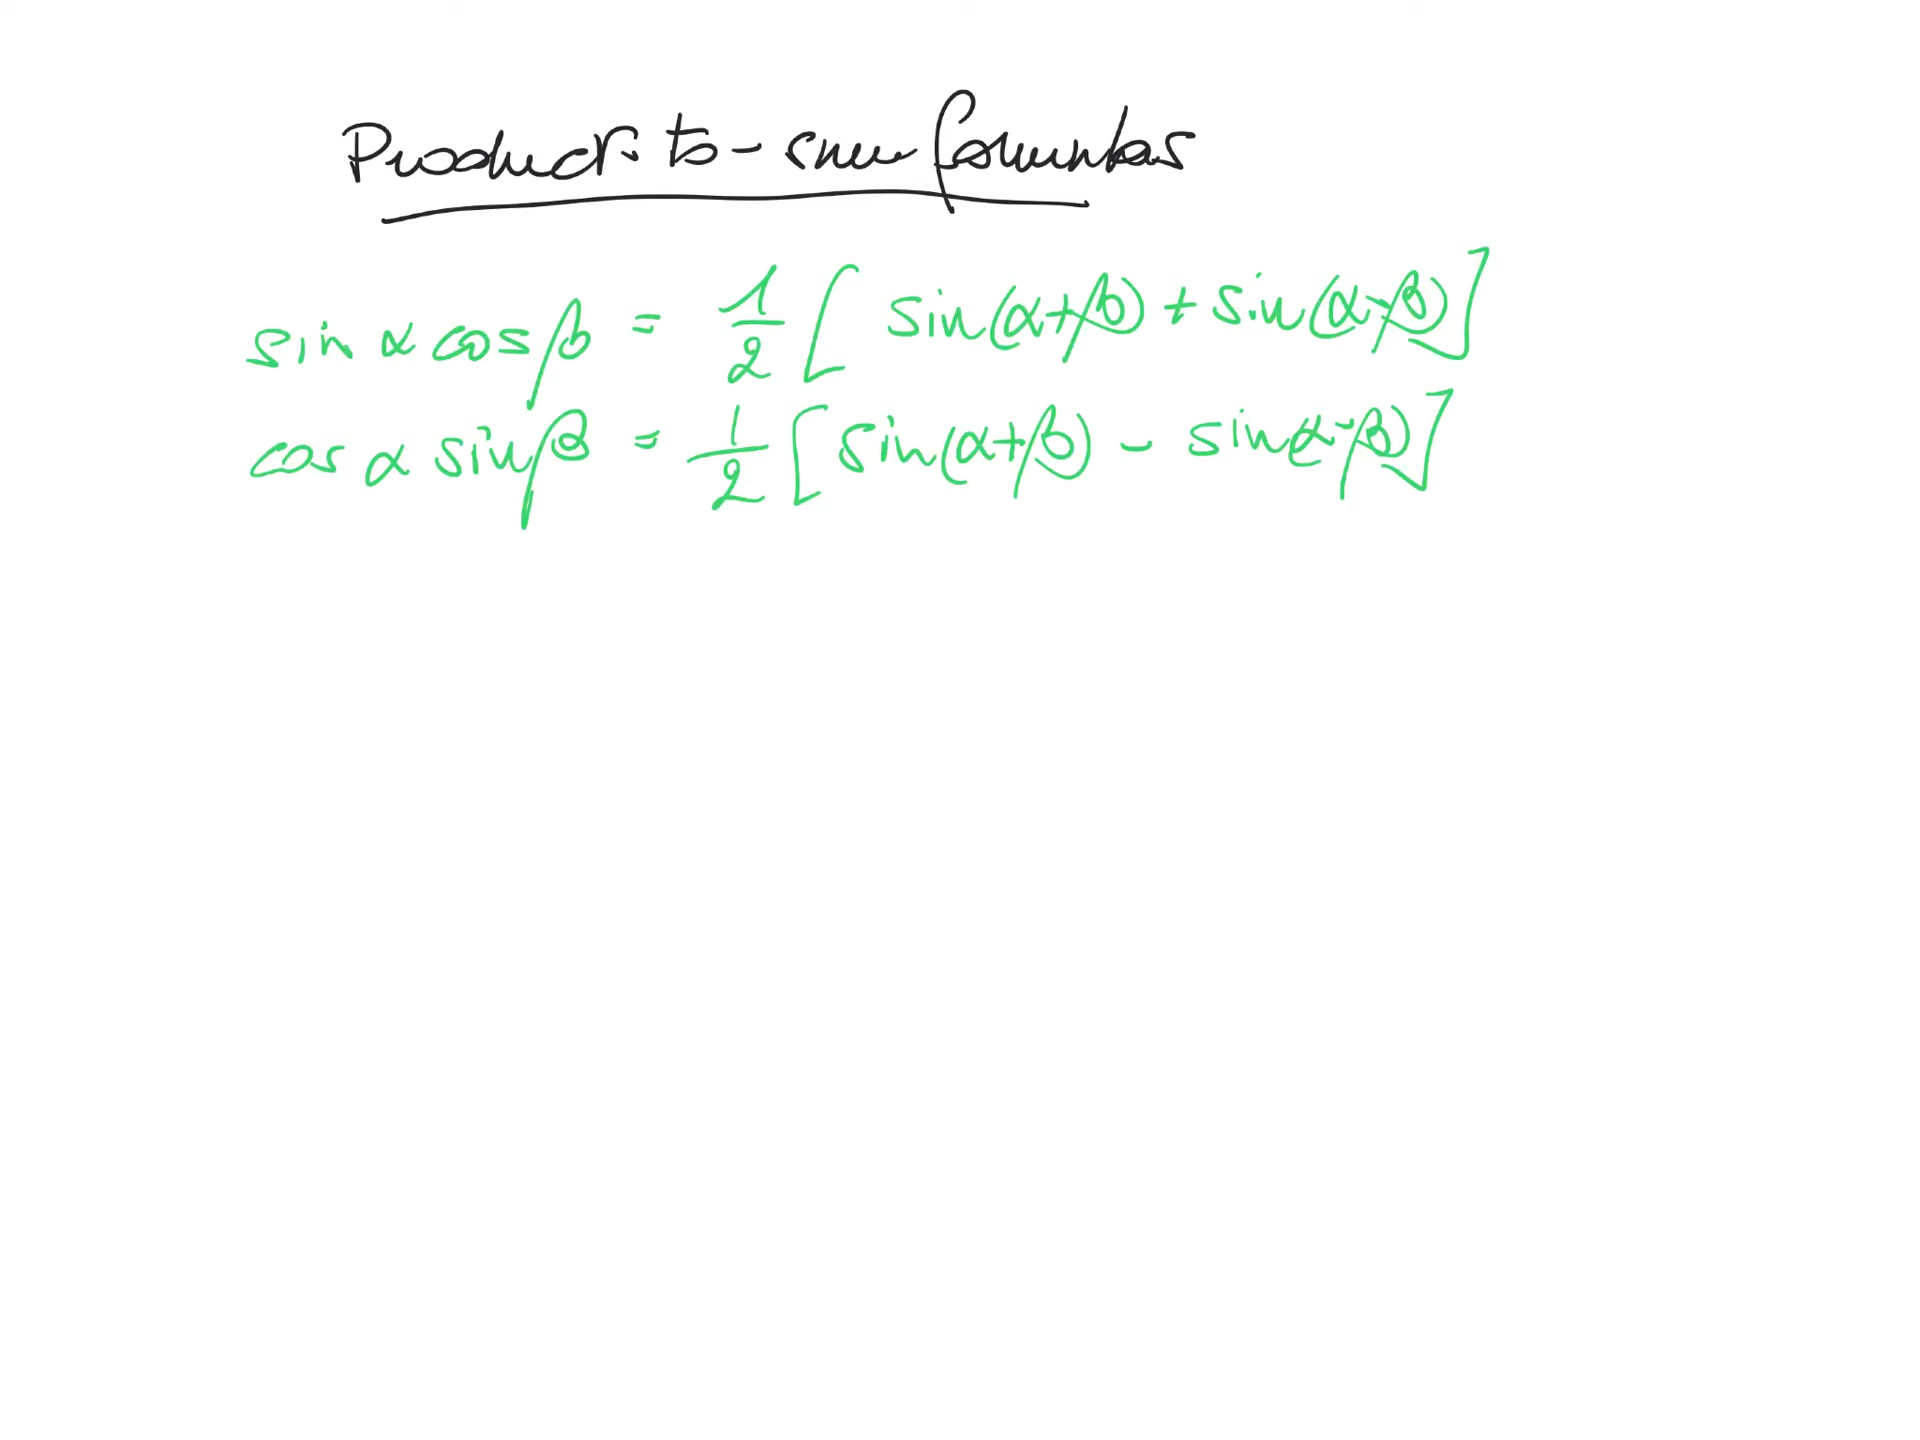 Product-to-sum formulas
sin α cos β = 1/2 [ sin(α+β) + sin(α-β) ]
cos α sin β = 1/2 [ sin(α+β) - sin(α-β) ]